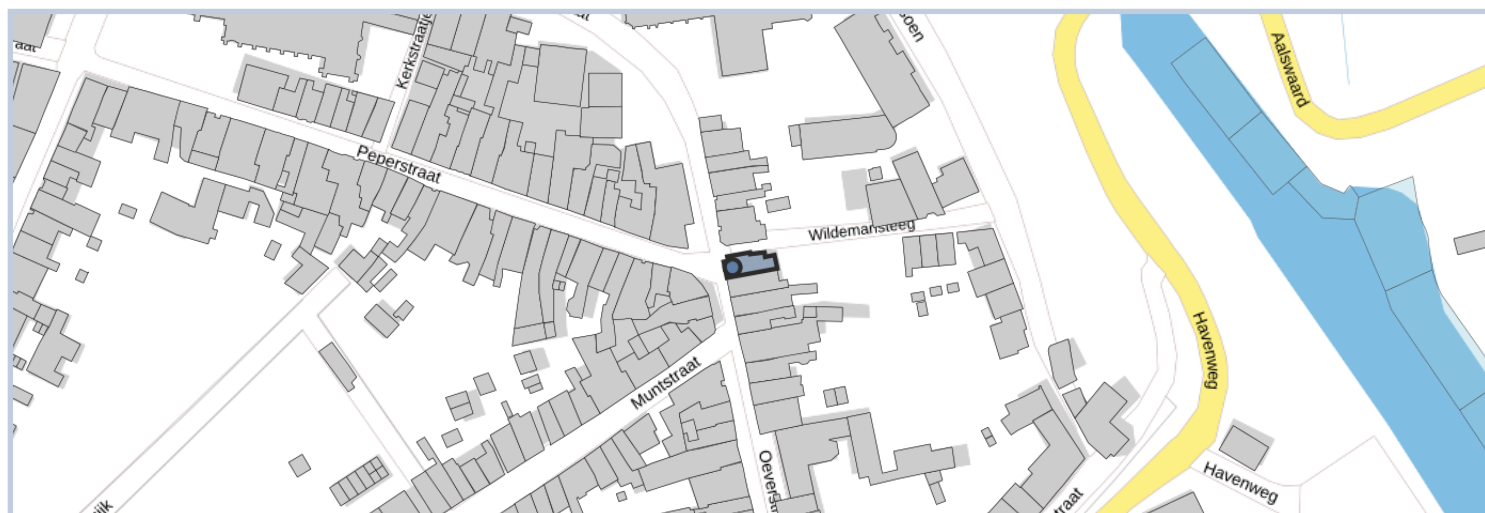 Kerkstraatje
Aalswaard
Peperstraat
Wildemansteeg
Havenweg
Muntstraat
Havenweg